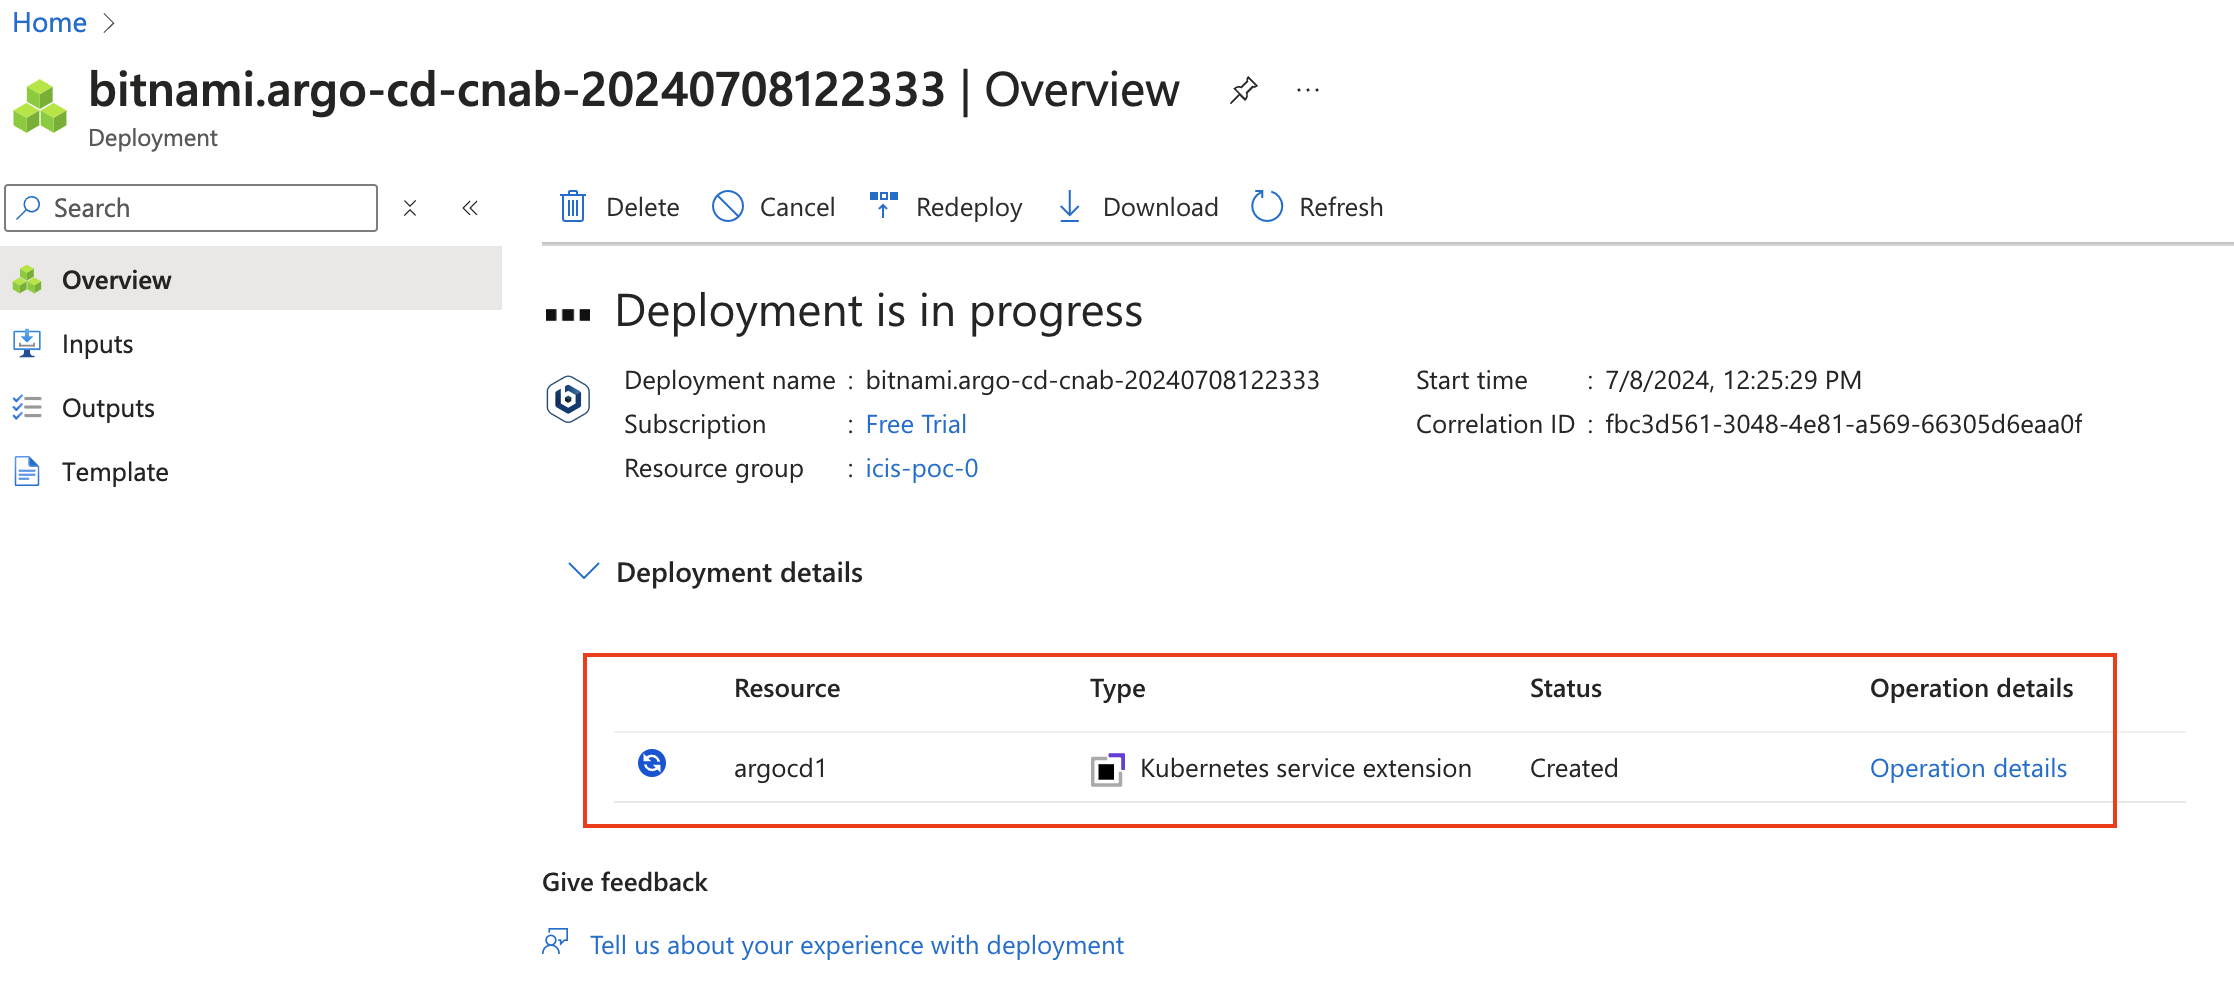 Home
bitnami.argo-cd-cnab-20240708122333 | Overview
Deployment
Search
Delete
Cancel
Redeploy
Download
Refresh
Overview
Inputs
Outputs
Template
Deployment is in progress
Deployment name : bitnami.argo-cd-cnab-20240708122333
Subscription : Free Trial
Resource group : icis-poc-0
Start time : 7/8/2024, 12:25:29 PM
Correlation ID : fbc3d561-3048-4e81-a569-66305d6eaa0f
Deployment details
Resource Type Status Operation details
argocd1 Kubernetes service extension Created Operation details
Give feedback
Tell us about your experience with deployment